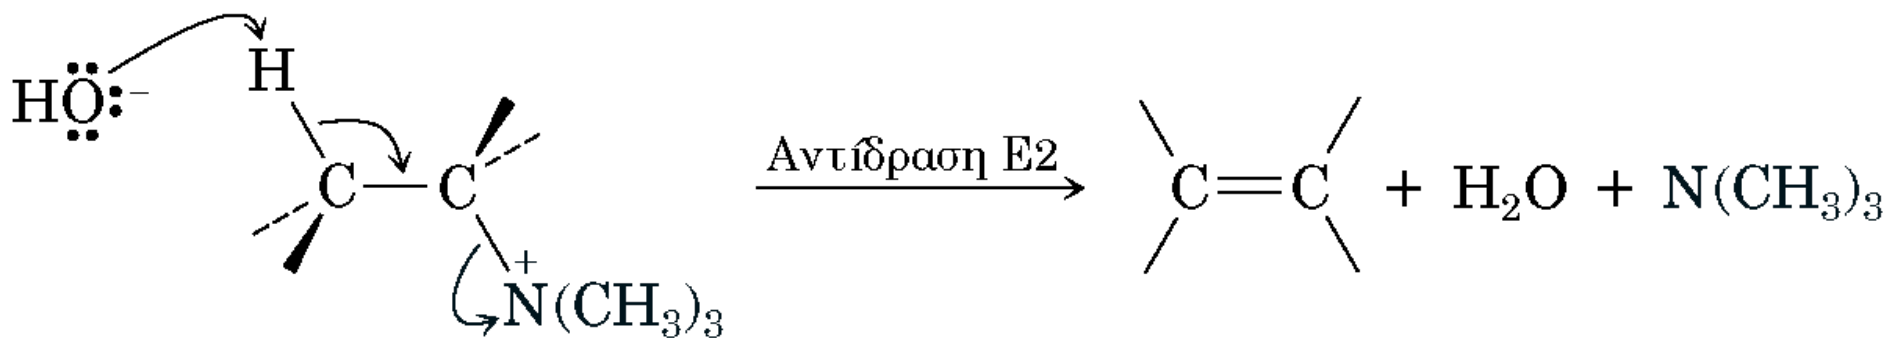 H
HO:⁻
Αντίδραση E2
C—C
C=C + H₂O + N(CH₃)₃
N⁺(CH₃)₃